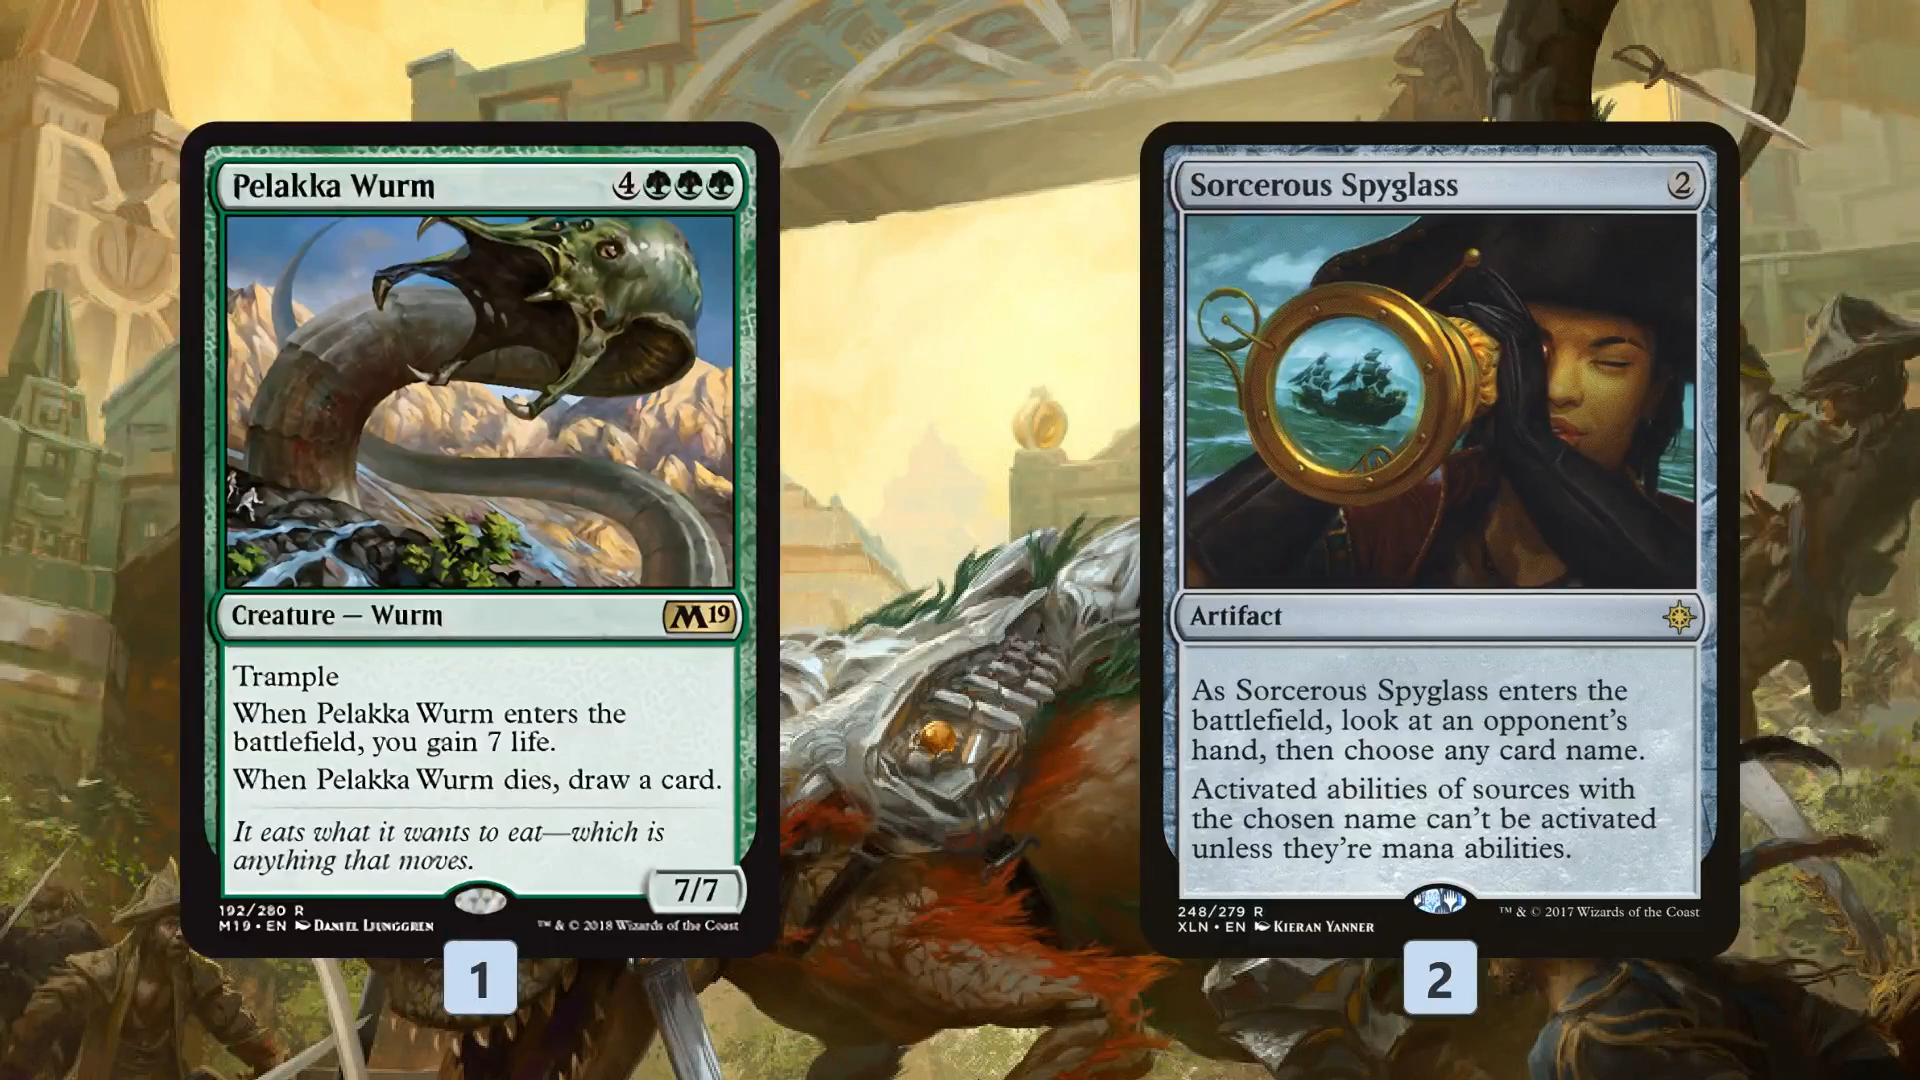 Pelakka Wurm 4
Creature — Wurm M19
Trample
When Pelakka Wurm enters the
battlefield, you gain 7 life.
When Pelakka Wurm dies, draw a card.
It eats what it wants to eat—which is
anything that moves.
7/7
192/280 R
M19 • EN Daniel Ljunggren
™ & © 2018 Wizards of the Coast
1
Sorcerous Spyglass 2
Artifact
As Sorcerous Spyglass enters the
battlefield, look at an opponent's
hand, then choose any card name.
Activated abilities of sources with
the chosen name can't be activated
unless they're mana abilities.
248/279 R
XLN • EN Kieran Yanner
™ & © 2017 Wizards of the Coast
2